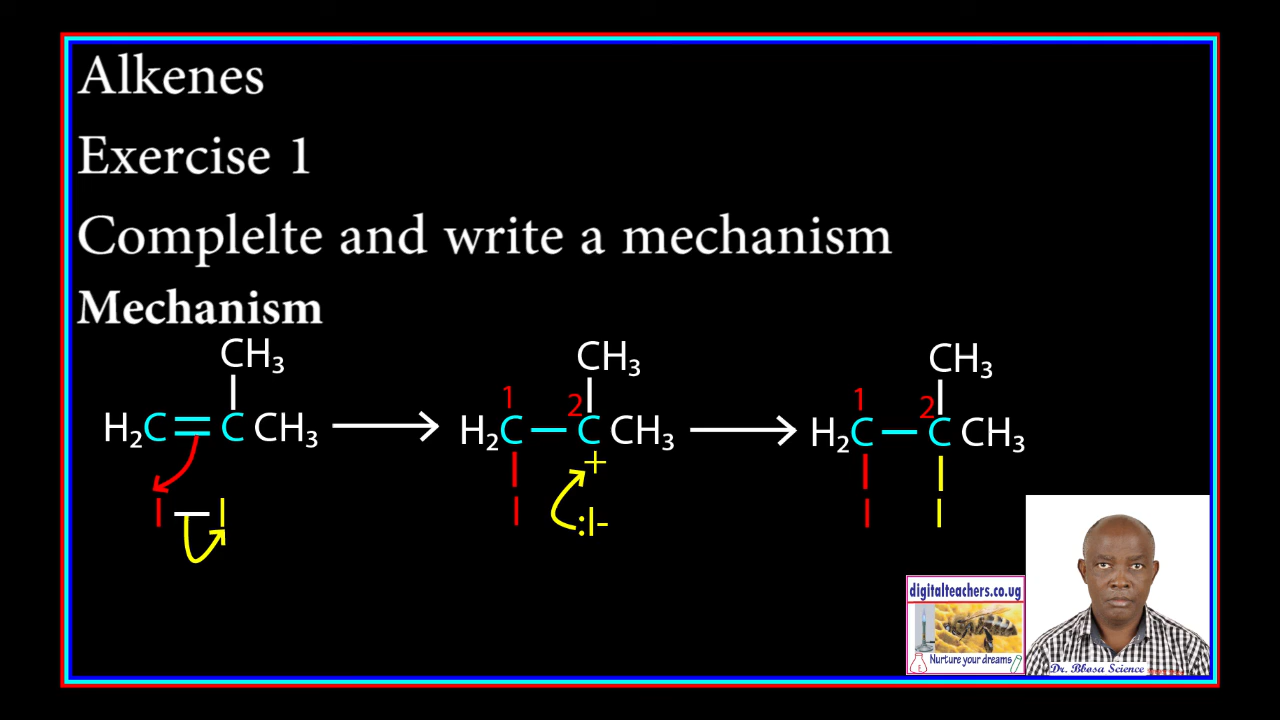 Alkenes
Exercise 1
Complelte and write a mechanism
Mechanism
CH3 CH3 CH3
1 2 1 2
H2C=C CH3 → H2C–C CH3 → H2C–C CH3
+
I–I I :I- I I
digitalteachers.co.ug
Nurture your dreams
Dr. Bbosa Science